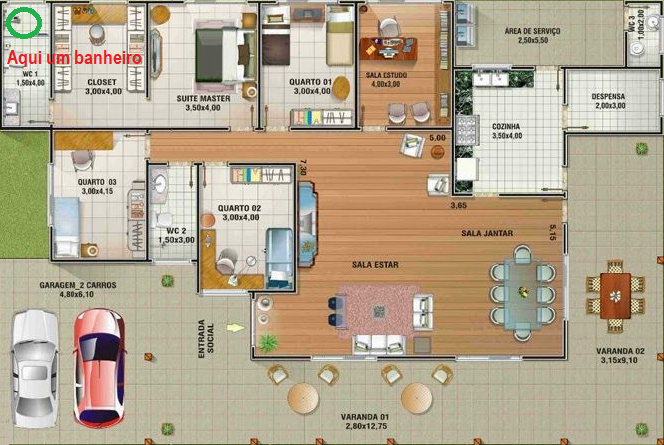 Aqui um banheiro
WC 1
1,50x4,00
CLOSET
3,00x4,00
SUITE MASTER
3,50x4,00
QUARTO 01
3,00x4,00
SALA ESTUDO
4,00x3,00
ÁREA DE SERVIÇO
2,50x5,50
WC 3
1,00x2,00
COZINHA
3,50x4,00
DESPENSA
2,00x3,00
5,00
7,30
3,65
5,15
QUARTO 03
3,00x4,15
WC 2
1,50x3,00
QUARTO 02
3,00x4,00
SALA JANTAR
SALA ESTAR
GARAGEM_2 CARROS
4,80x6,10
ENTRADA
SOCIAL
VARANDA 02
3,15x9,10
VARANDA 01
2,80x12,75